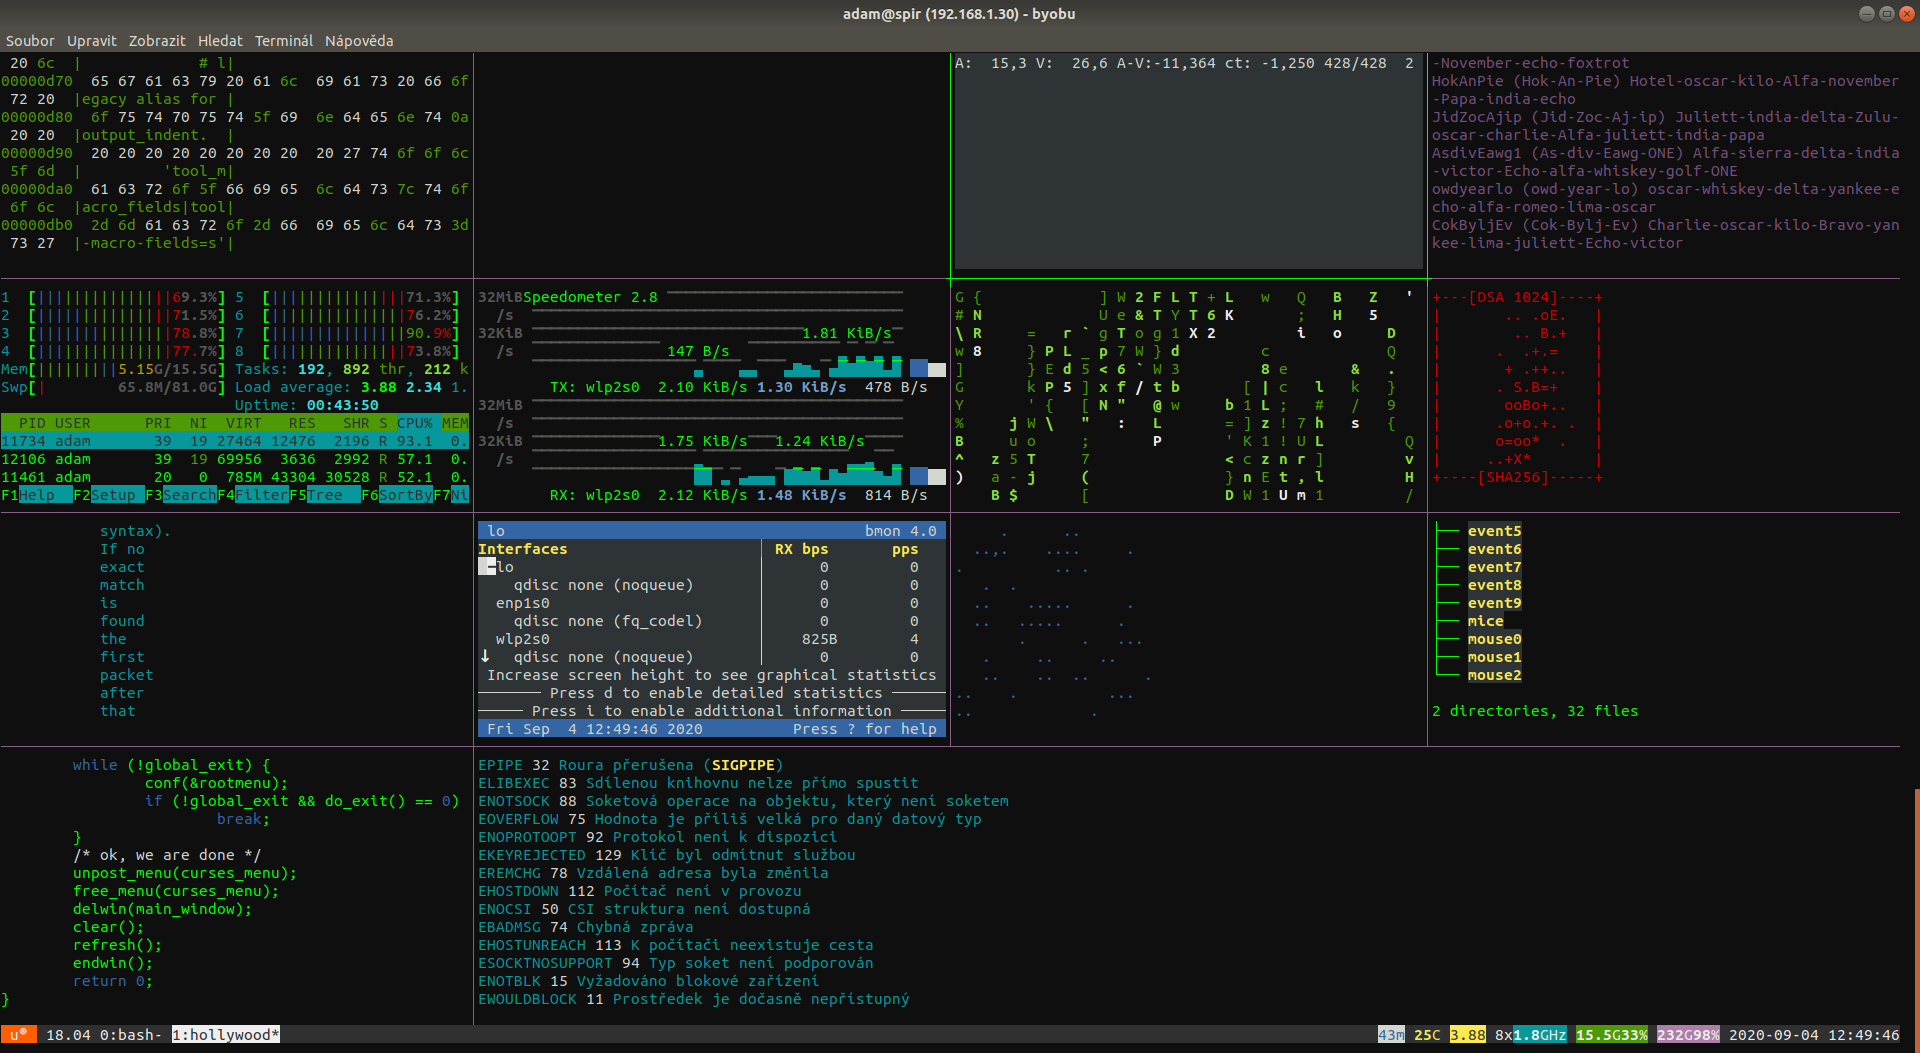 adam@spir (192.168.1.30) - byobu
Soubor Upravit Zobrazit Hledat Terminál Nápověda
20 6c | # l|
00000d70 65 67 61 63 79 20 61 6c 69 61 73 20 66 6f
72 20 |egacy alias for |
00000d80 6f 75 74 70 75 74 5f 69 6e 64 65 6e 74 0a
20 20 |output_indent. |
00000d90 20 20 20 20 20 20 20 20 20 27 74 6f 6f 6c
5f 6d | 'tool_m|
00000da0 61 63 72 6f 5f 66 69 65 6c 64 73 7c 74 6f
6f 6c |acro_fields|tool|
00000db0 2d 6d 61 63 72 6f 2d 66 69 65 6c 64 73 3d
73 27 |-macro-fields=s'|
A: 15,3 V: 26,6 A-V:-11,364 ct: -1,250 428/428 2
-November-echo-foxtrot
HokAnPie (Hok-An-Pie) Hotel-oscar-kilo-Alfa-november
-Papa-india-echo
JidZocAjip (Jid-Zoc-Aj-ip) Juliett-india-delta-Zulu-
oscar-charlie-Alfa-juliett-india-papa
AsdivEawg1 (As-div-Eawg-ONE) Alfa-sierra-delta-india
-victor-Echo-alfa-whiskey-golf-ONE
owdyearlo (owd-year-lo) oscar-whiskey-delta-yankee-e
cho-alfa-romeo-lima-oscar
CokByljEv (Cok-Bylj-Ev) Charlie-oscar-kilo-Bravo-yan
kee-lima-juliett-Echo-victor
1 [||||||||||||||||69.3%] 5 [||||||||||||||||71.3%]
2 [||||||||||||||||71.5%] 6 [||||||||||||||||76.2%]
3 [||||||||||||||||78.8%] 7 [||||||||||||||||90.9%]
4 [||||||||||||||||77.7%] 8 [||||||||||||||||73.8%]
Mem[|||||||||5.15G/15.5G] Tasks: 192, 892 thr, 212 k
Swp[| 65.8M/81.0G] Load average: 3.88 2.34 1.
Uptime: 00:43:50
PID USER PRI NI VIRT RES SHR S CPU% MEM
11734 adam 39 19 27464 12476 2196 R 93.1 0.
12106 adam 39 19 69956 3636 2992 R 57.1 0.
11461 adam 20 0 785M 43304 30528 R 52.1 0.
F1Help F2Setup F3SearchF4FilterF5Tree F6SortByF7Ni
32MiBSpeedometer 2.8
/s
32KiB 1.81 KiB/s
/s 147 B/s
TX: wlp2s0 2.10 KiB/s 1.30 KiB/s 478 B/s
32MiB
/s
32KiB 1.75 KiB/s 1.24 KiB/s
/s
RX: wlp2s0 2.12 KiB/s 1.48 KiB/s 814 B/s
G { ] W 2 F L T + L w Q B Z '
# N U e & T Y T 6 K ; H 5
\ R = r ` g T o g 1 X 2 i o D
w 8 } P L _ p 7 W } d c Q
] } E d 5 < 6 ` W 3 8 e & .
G k P 5 ] x f / t b [ | c l k }
Y ' { [ N " @ w b 1 L ; # / 9
% j W \ " : L = ] z ! 7 h s {
B u o ; P ' K 1 ! U L Q
^ z 5 T 7 < c z n r ] v
) a - j ( } n E t , l H
B $ [ D W 1 U m 1 /
+---[DSA 1024]----+
| .. .oE. |
| .. B.+ |
| . .+.= |
| + .++.. |
| . S.B=+ |
| ooBo+.. |
| .o+o.+. . |
| o=oo* . |
| ..+X* |
+----[SHA256]-----+
syntax).
If no
exact
match
is
found
the
first
packet
after
that
lo bmon 4.0
Interfaces RX bps pps
-lo 0 0
qdisc none (noqueue) 0 0
enp1s0 0 0
qdisc none (fq_codel) 0 0
wlp2s0 825B 4
↓ qdisc none (noqueue) 0 0
Increase screen height to see graphical statistics
Press d to enable detailed statistics
Press i to enable additional information
Fri Sep 4 12:49:46 2020 Press ? for help
event5
event6
event7
event8
event9
mice
mouse0
mouse1
mouse2
2 directories, 32 files
while (!global_exit) {
conf(&rootmenu);
if (!global_exit && do_exit() == 0)
break;
}
/* ok, we are done */
unpost_menu(curses_menu);
free_menu(curses_menu);
delwin(main_window);
clear();
refresh();
endwin();
return 0;
}
EPIPE 32 Roura přerušena (SIGPIPE)
ELIBEXEC 83 Sdílenou knihovnu nelze přímo spustit
ENOTSOCK 88 Soketová operace na objektu, který není soketem
EOVERFLOW 75 Hodnota je příliš velká pro daný datový typ
ENOPROTOOPT 92 Protokol není k dispozici
EKEYREJECTED 129 Klíč byl odmítnut službou
EREMCHG 78 Vzdálená adresa byla změnila
EHOSTDOWN 112 Počítač není v provozu
ENOCSI 50 CSI struktura není dostupná
EBADMSG 74 Chybná zpráva
EHOSTUNREACH 113 K počítači neexistuje cesta
ESOCKTNOSUPPORT 94 Typ soket není podporován
ENOTBLK 15 Vyžadováno blokové zařízení
EWOULDBLOCK 11 Prostředek je dočasně nepřístupný
u 18.04 0:bash- 1:hollywood* 43m 25C 3.88 8x1.8GHz 15.5G33% 232G98% 2020-09-04 12:49:46